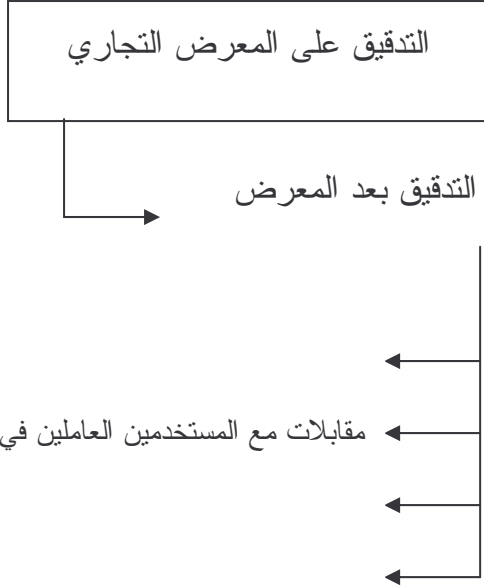 التدقيق على المعرض التجاري
التدقيق بعد المعرض
مقابلات مع المستخدمين العاملين في